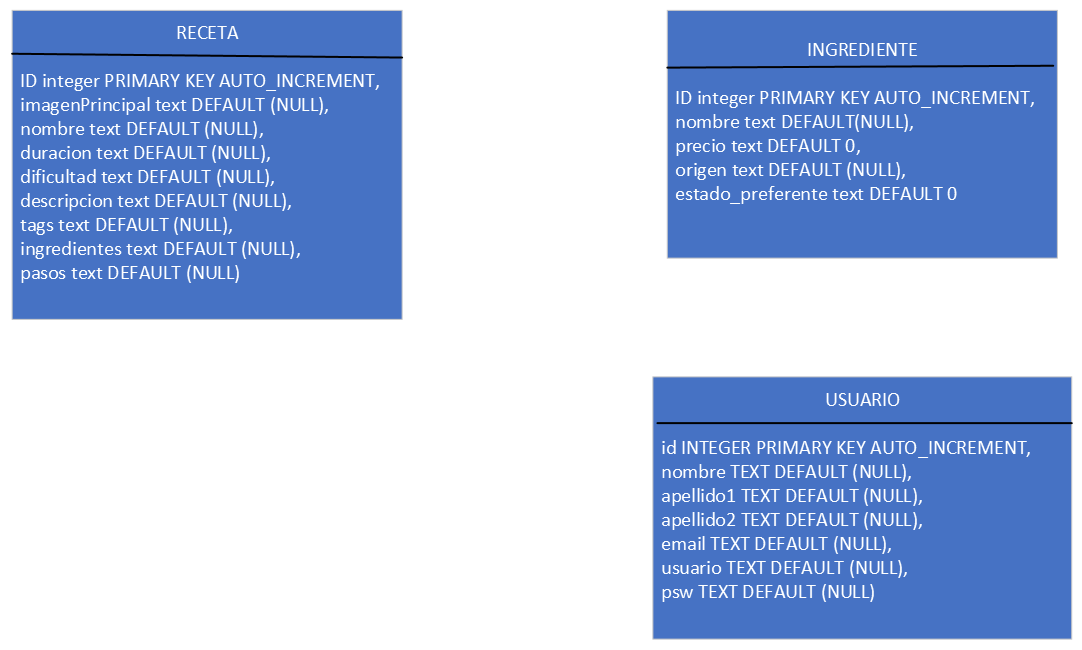 RECETA
ID integer PRIMARY KEY AUTO_INCREMENT,
imagenPrincipal text DEFAULT (NULL),
nombre text DEFAULT (NULL),
duracion text DEFAULT (NULL),
dificultad text DEFAULT (NULL),
descripcion text DEFAULT (NULL),
tags text DEFAULT (NULL),
ingredientes text DEFAULT (NULL),
pasos text DEFAULT (NULL)
INGREDIENTE
ID integer PRIMARY KEY AUTO_INCREMENT,
nombre text DEFAULT(NULL),
precio text DEFAULT 0,
origen text DEFAULT (NULL),
estado_preferente text DEFAULT 0
USUARIO
id INTEGER PRIMARY KEY AUTO_INCREMENT,
nombre TEXT DEFAULT (NULL),
apellido1 TEXT DEFAULT (NULL),
apellido2 TEXT DEFAULT (NULL),
email TEXT DEFAULT (NULL),
usuario TEXT DEFAULT (NULL),
psw TEXT DEFAULT (NULL)